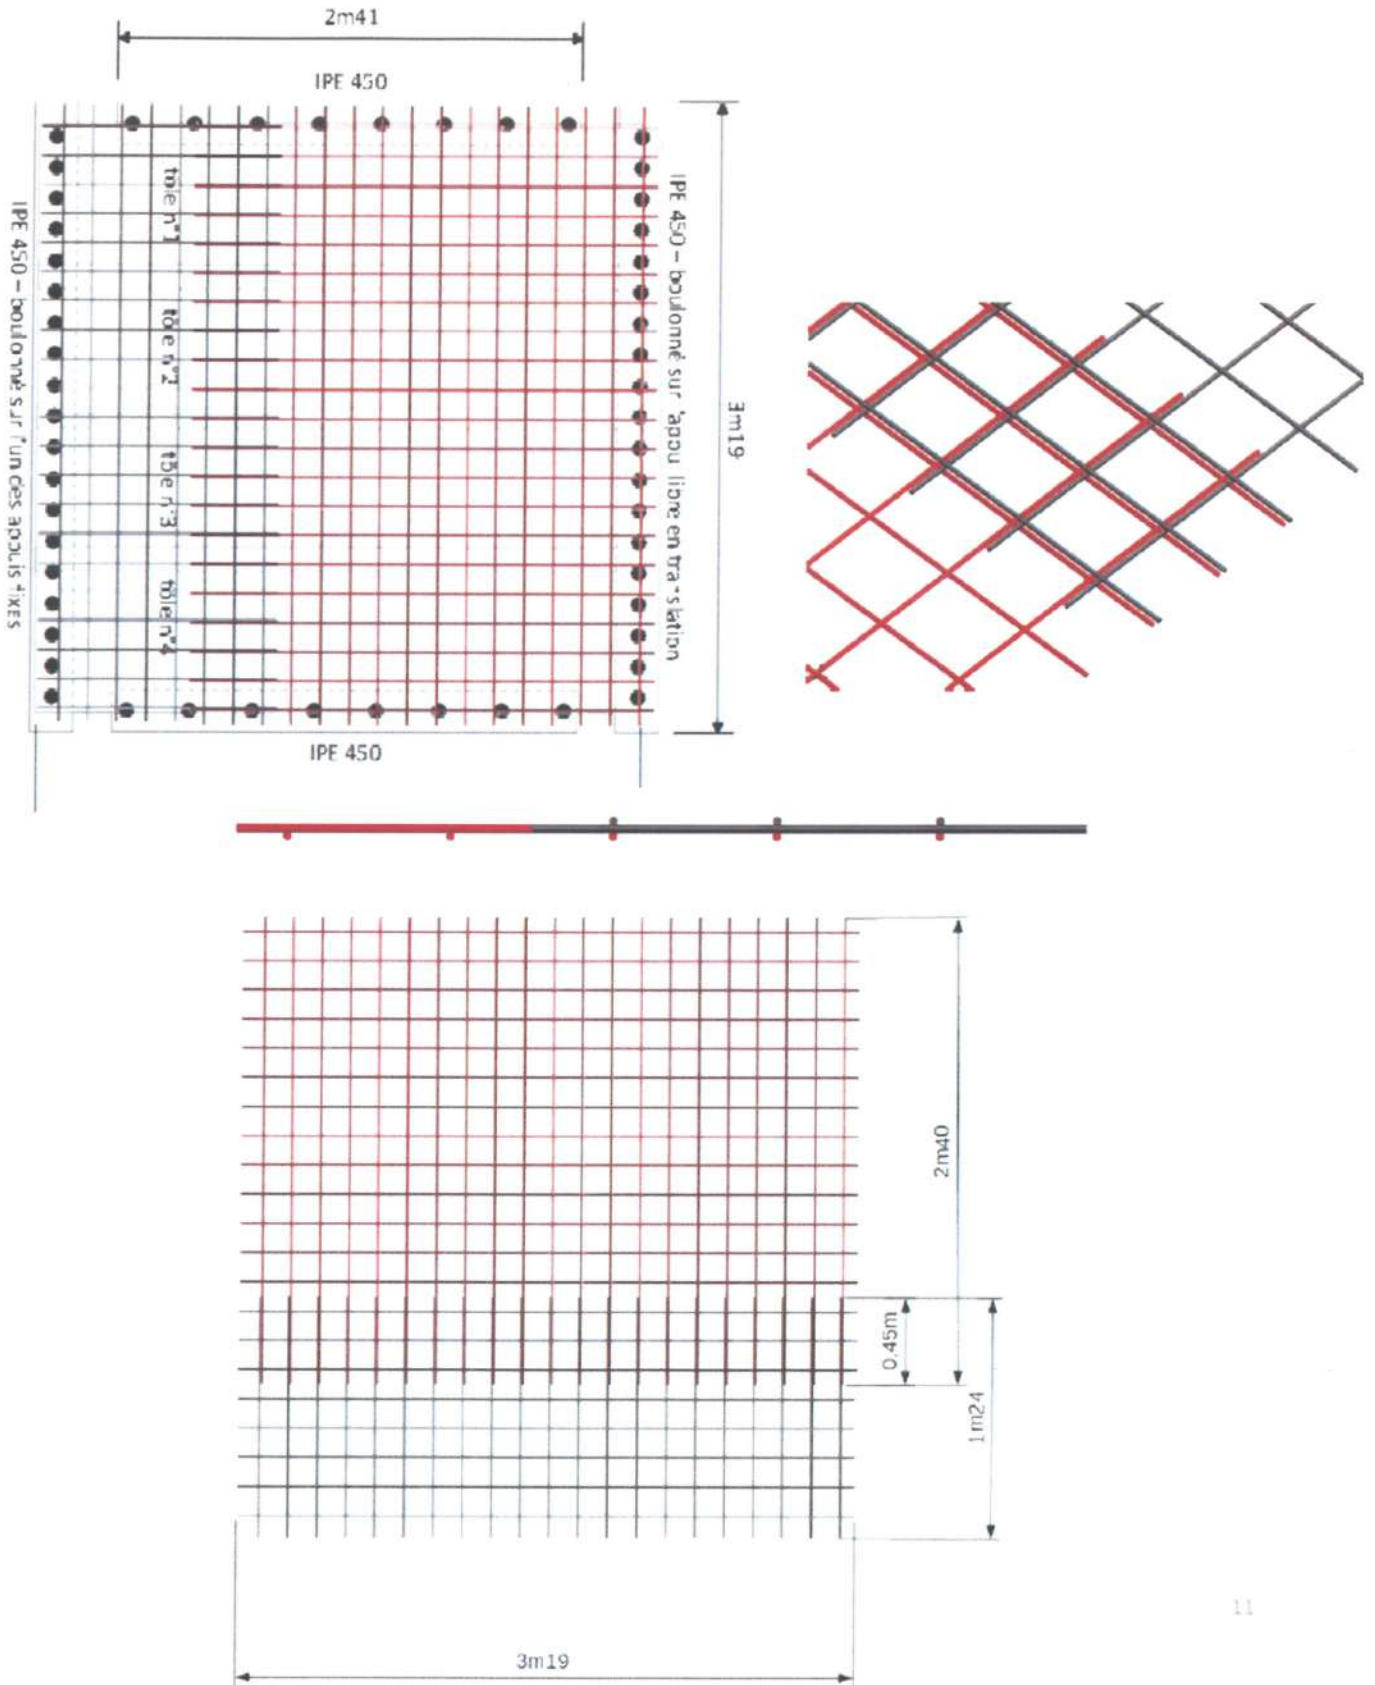 2m41
IPE 450
tôle n°1
tôle n°2
tôle n°3
tôle n°4
IPE 450 – boulonné sur l'un des appuis fixes
IPE 450 – boulonné sur l'appui libre en translation
3m19
IPE 450
2m40
0.45m
1m24
3m19
11